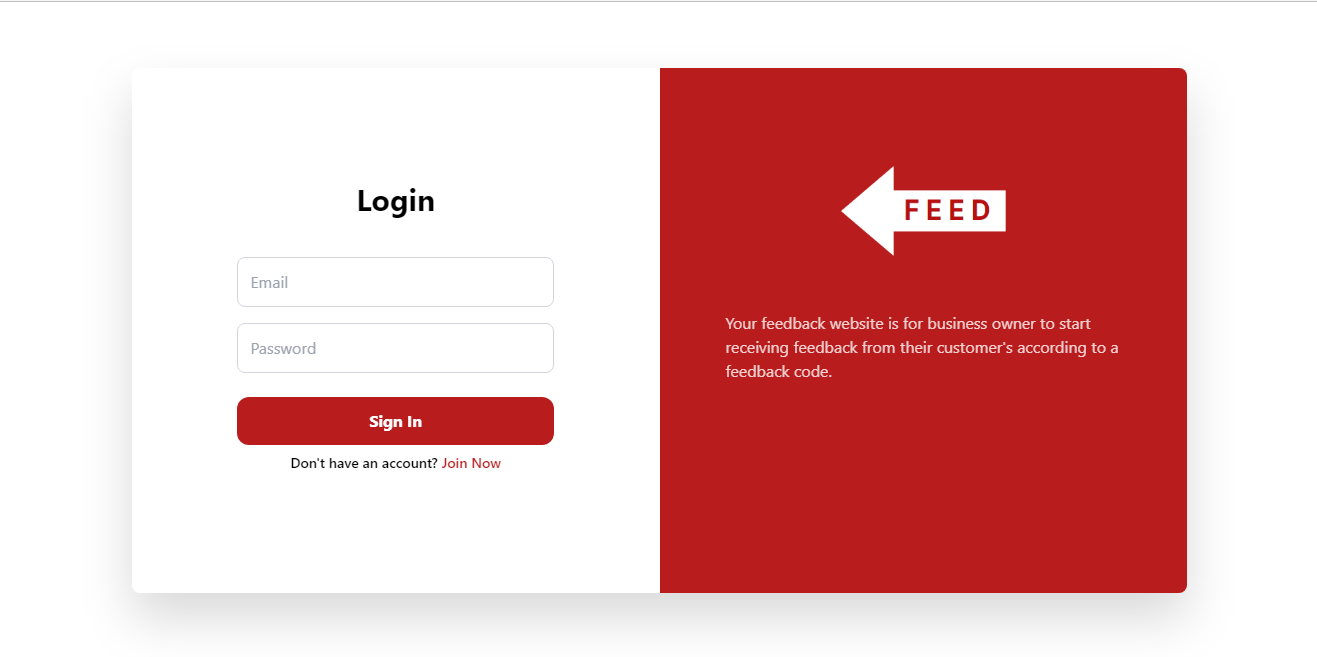 Login
Email
Password
Sign In
Don't have an account? Join Now
FEED
Your feedback website is for business owner to start
receiving feedback from their customer's according to a
feedback code.